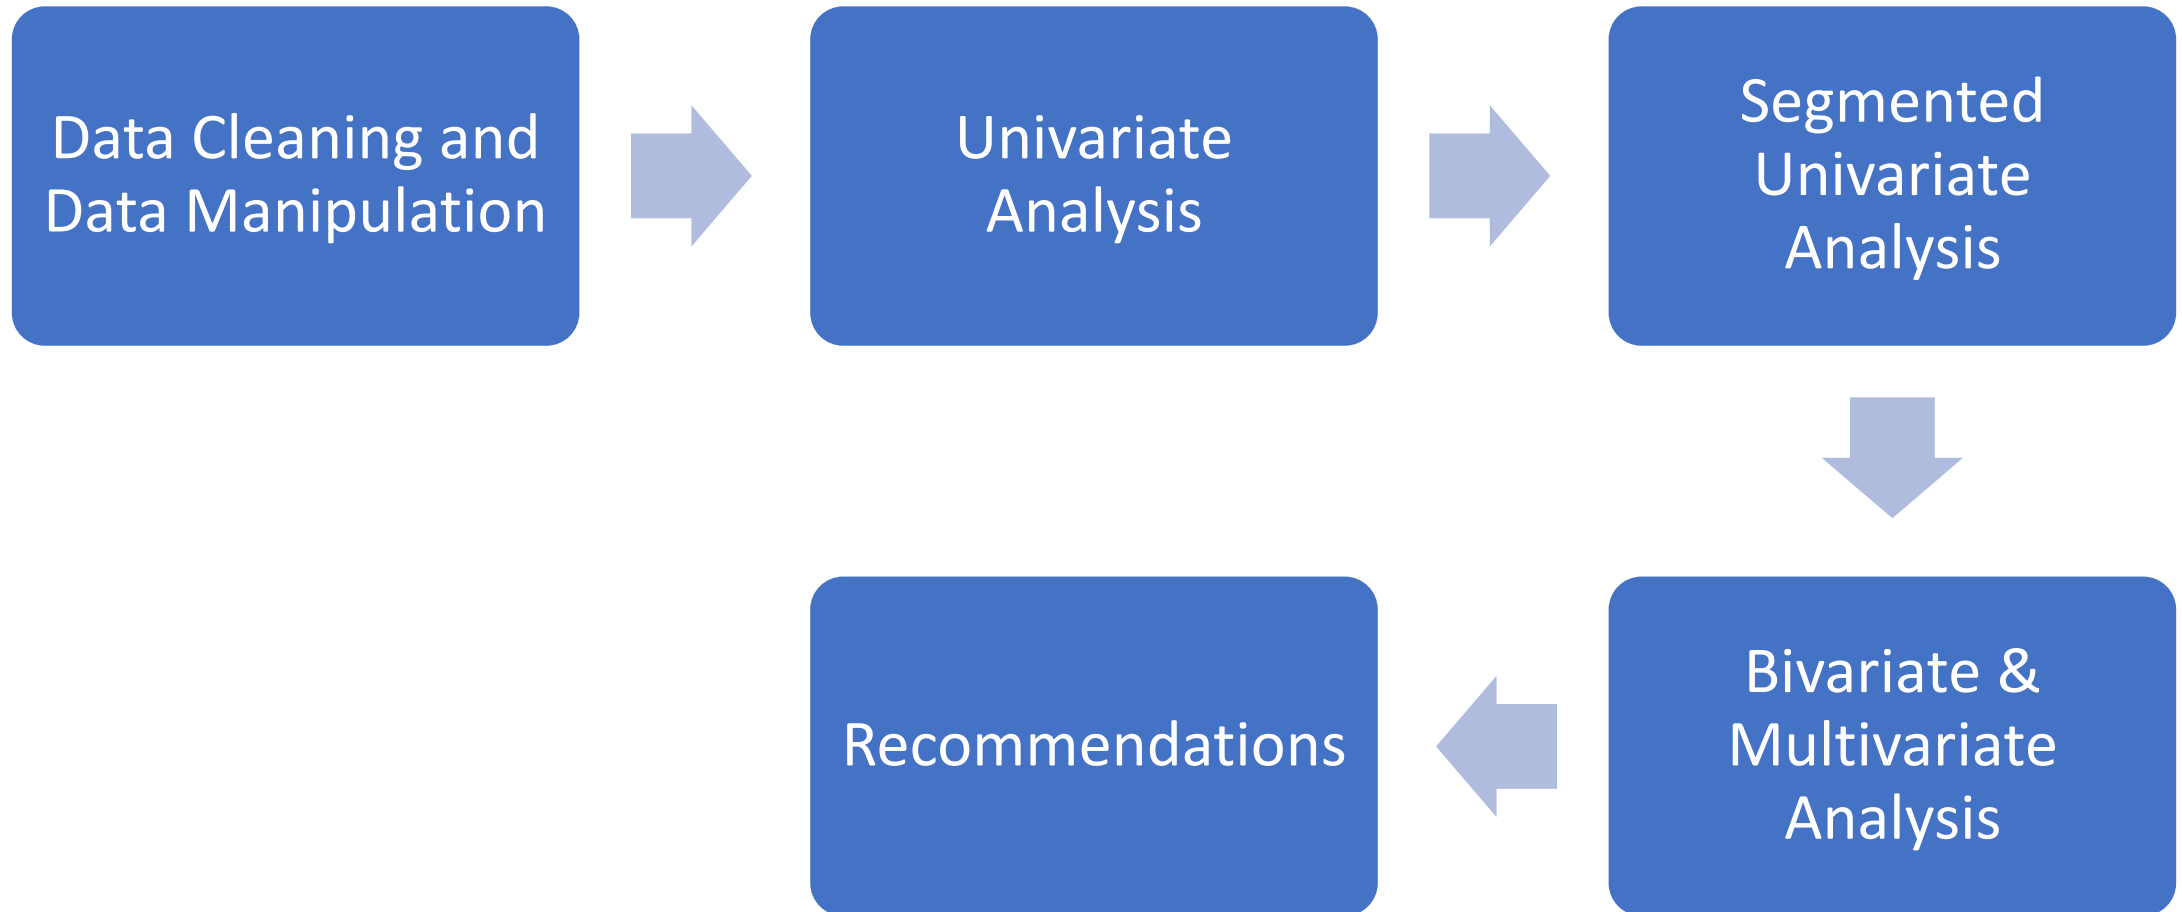 Data Cleaning and
Data Manipulation
Univariate
Analysis
Segmented
Univariate
Analysis
Bivariate &
Multivariate
Analysis
Recommendations